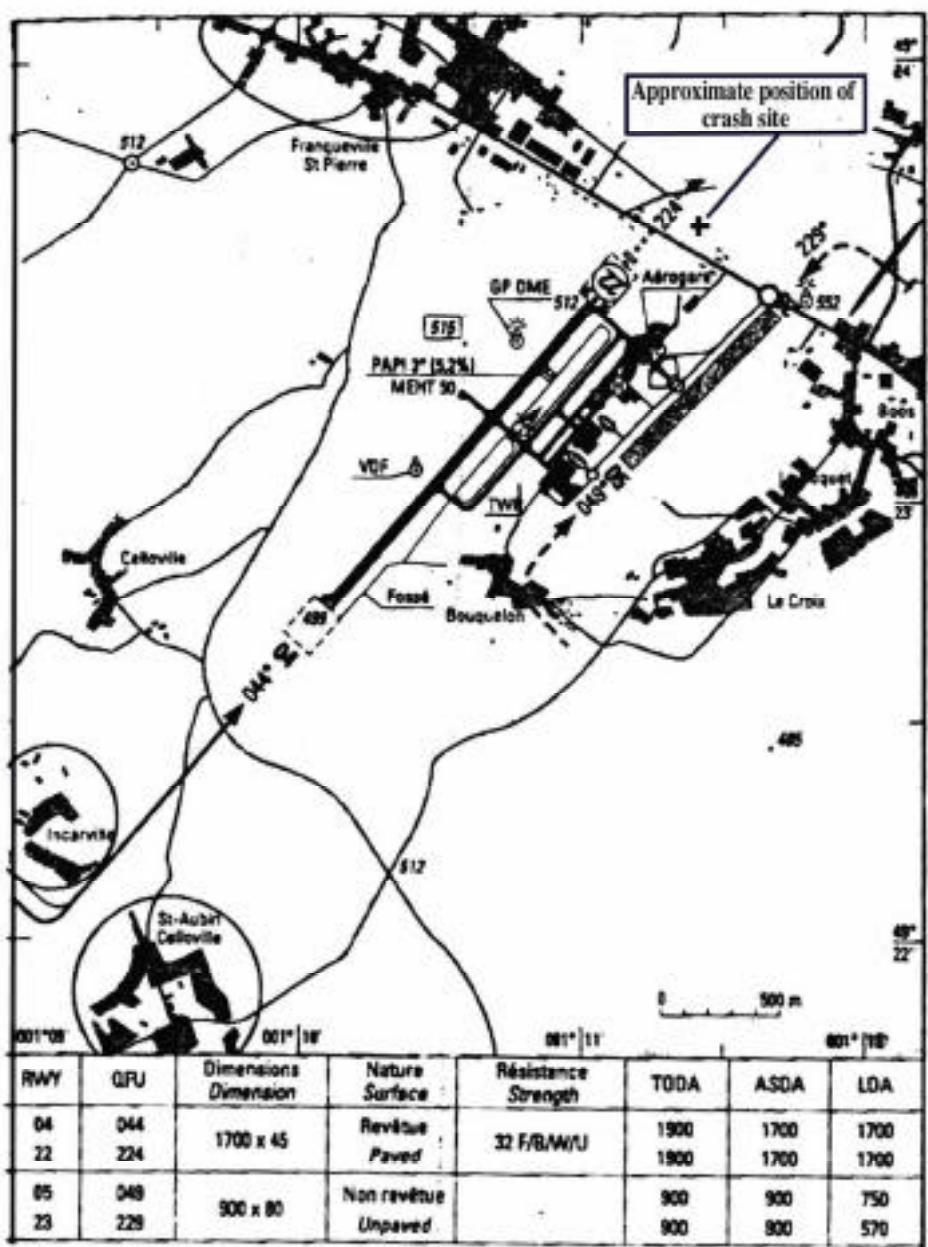 49°
24'
Approximate position of
crash site
512
Franqueville
St Pierre
224°
229°
GP DME
512
Aérogare
552
515
PAPI 3° (5,2%)
MEHT 50
Boos
VDF
049°
TWR
23'
Celloville
Fossé
Bouquelon
Le Croix
499
044°
04
485
Incarville
512
St-Aubin
Celloville
49°
22'
0 500 m
001° 10'
001° 11'
RWY QFU Dimensions Nature Résistance TODA ASDA LDA
Dimension Surface Strength
04 044 1700 x 45 Revêtue 32 F/B/W/U 1900 1700 1700
22 224 Paved 1900 1700 1700
05 049 900 x 80 Non revêtue 900 900 750
23 229 Unpaved 900 900 570